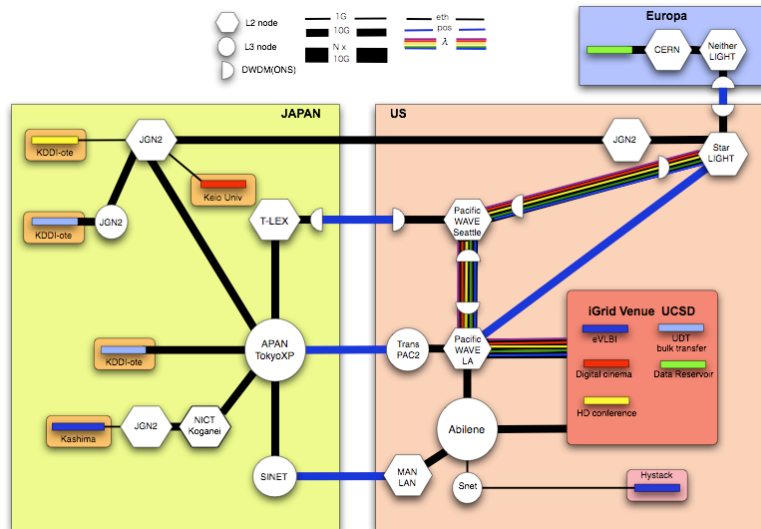 L2 node
L3 node
DWDM(ONS)
1G
10G
N x
10G
eth
pos
λ
Europa
CERN
Neither
LIGHT
JAPAN
US
KDDI-ote
JGN2
JGN2
Star
LIGHT
Keio Univ
KDDI-ote
JGN2
T-LEX
Pacific
WAVE
Seattle
iGrid Venue UCSD
eVLBI
UDT
bulk transfer
Digital cinema
Data Reservoir
HD conference
KDDI-ote
APAN
TokyoXP
Trans
PAC2
Pacific
WAVE
LA
Kashima
JGN2
NICT
Koganei
Abilene
SINET
MAN
LAN
Snet
Hystack